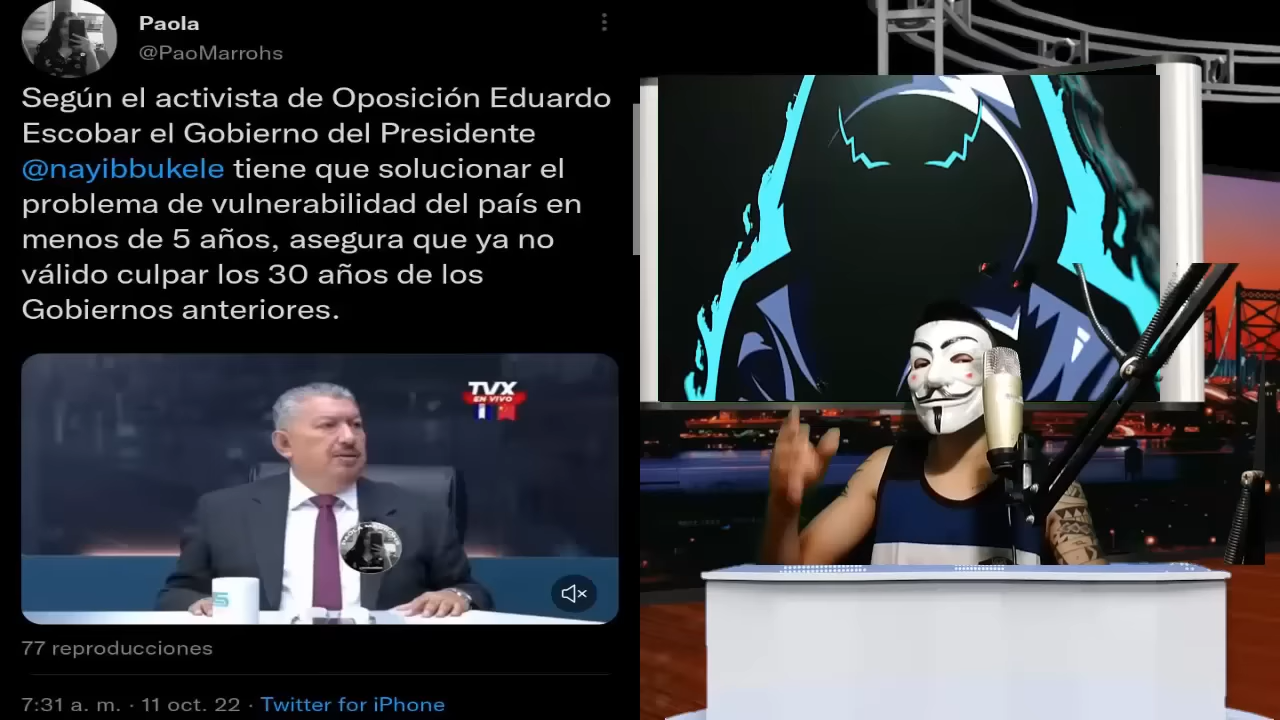 Paola
@PaoMarrohs
Según el activista de Oposición Eduardo
Escobar el Gobierno del Presidente
@nayibbukele tiene que solucionar el
problema de vulnerabilidad del país en
menos de 5 años, asegura que ya no
válido culpar los 30 años de los
Gobiernos anteriores.
TVX
EN VIVO
77 reproducciones
7:31 a. m. · 11 oct. 22 · Twitter for iPhone